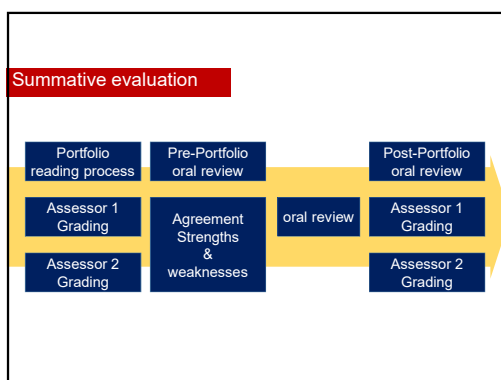 Summative evaluation
Portfolio
reading process
Pre-Portfolio
oral review
Post-Portfolio
oral review
Assessor 1
Grading
Agreement
Strengths
&
weaknesses
oral review
Assessor 1
Grading
Assessor 2
Grading
Assessor 2
Grading